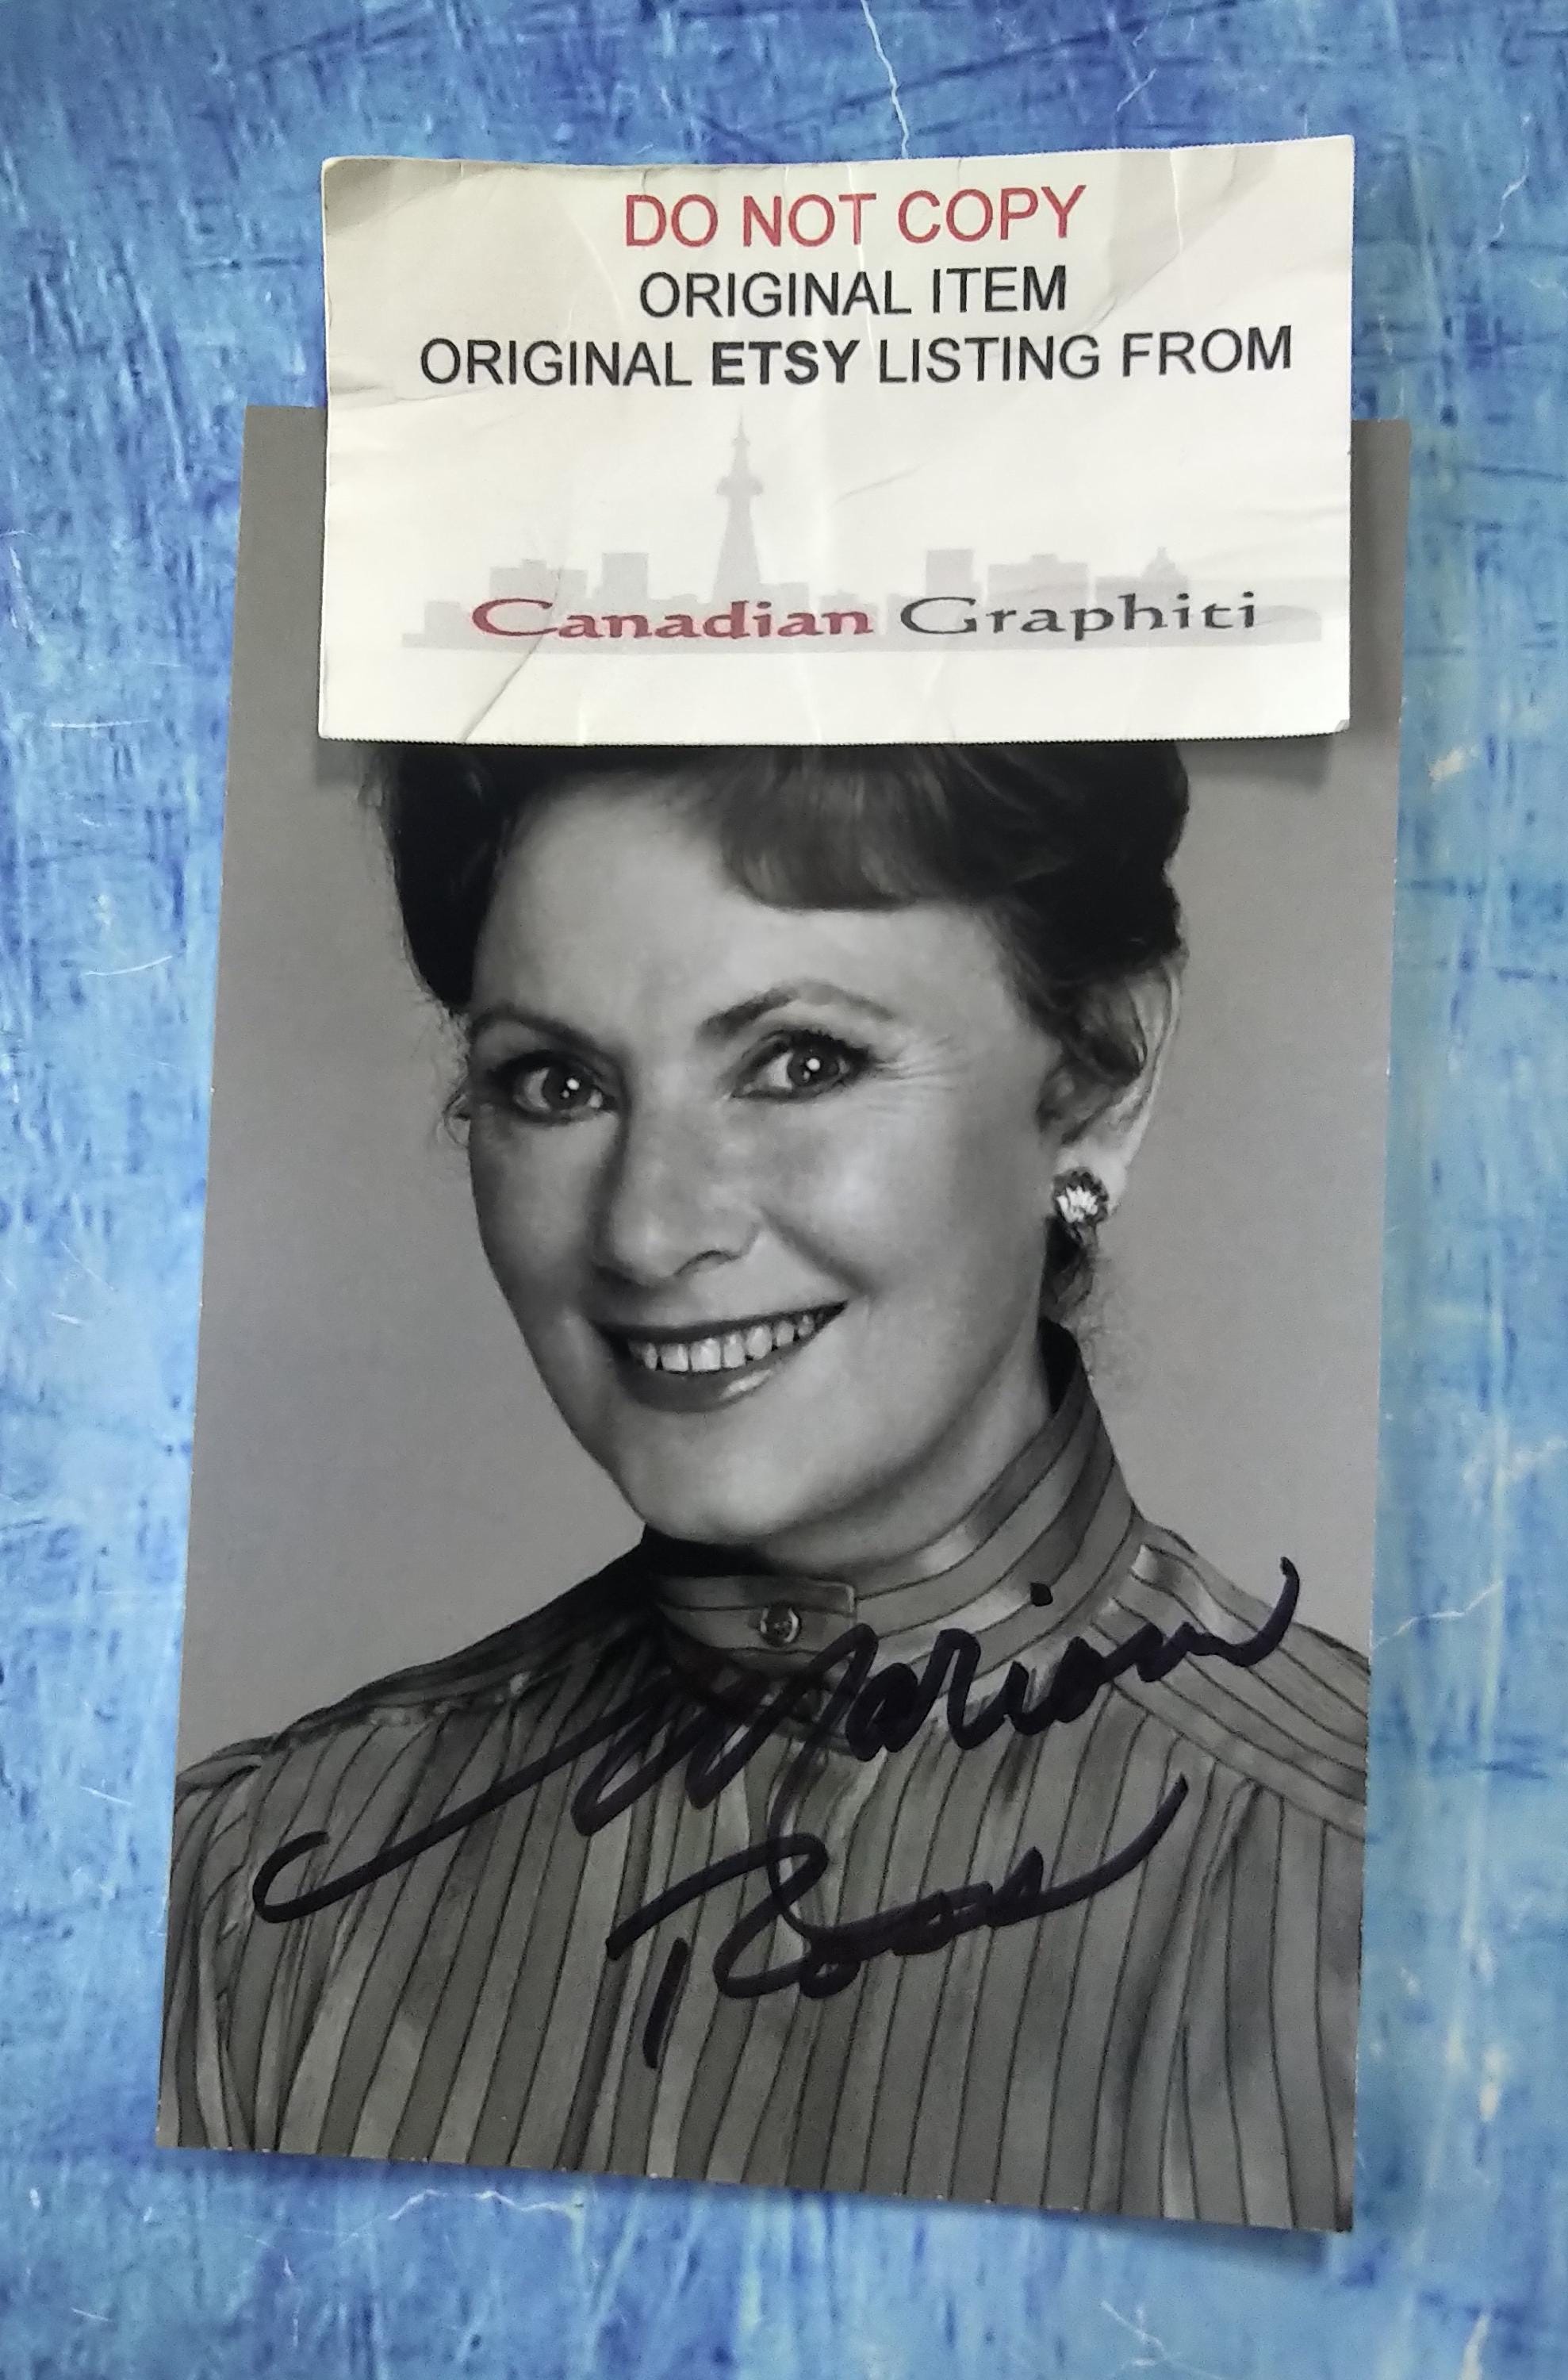 DO NOT COPY
ORIGINAL ITEM
ORIGINAL ETSY LISTING FROM
Canadian Graphiti
Marion
Ross